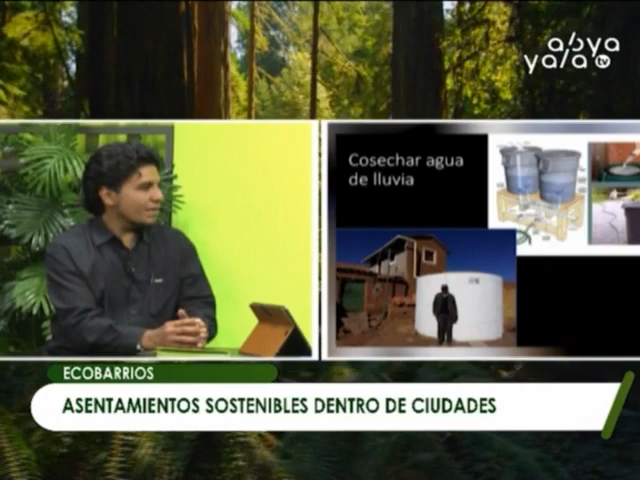 abya
yala tv
Cosechar agua
de lluvia
ECOBARRIOS
ASENTAMIENTOS SOSTENIBLES DENTRO DE CIUDADES